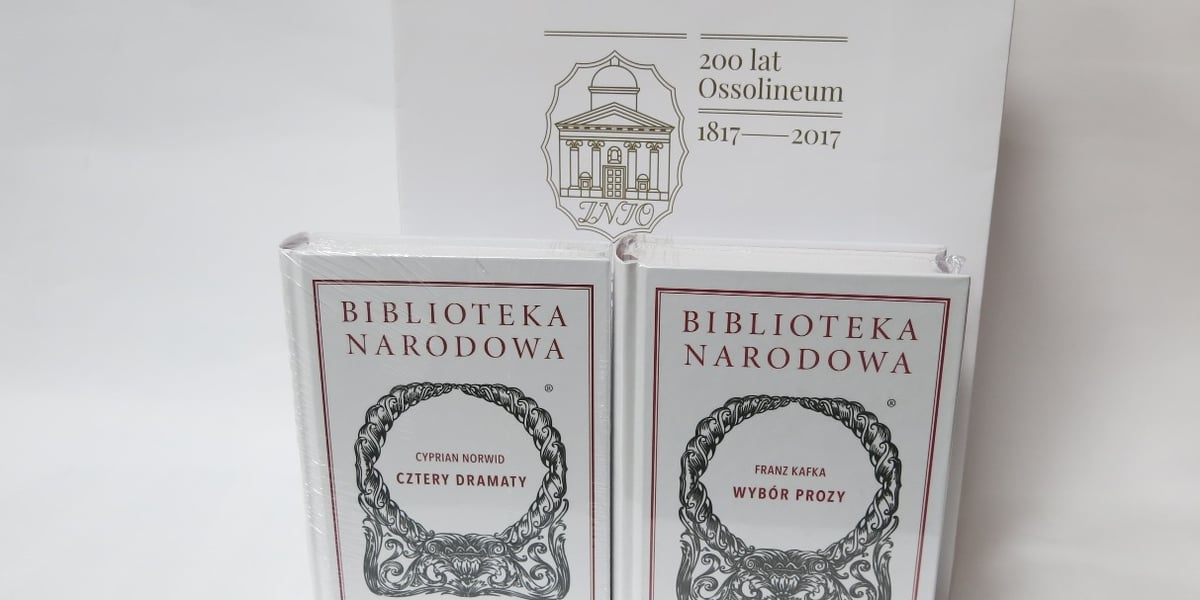 200 lat
Ossolineum
1817—2017
ZNIO
BIBLIOTEKA
NARODOWA
®
CYPRIAN NORWID
CZTERY DRAMATY
BIBLIOTEKA
NARODOWA
®
FRANZ KAFKA
WYBÓR PROZY